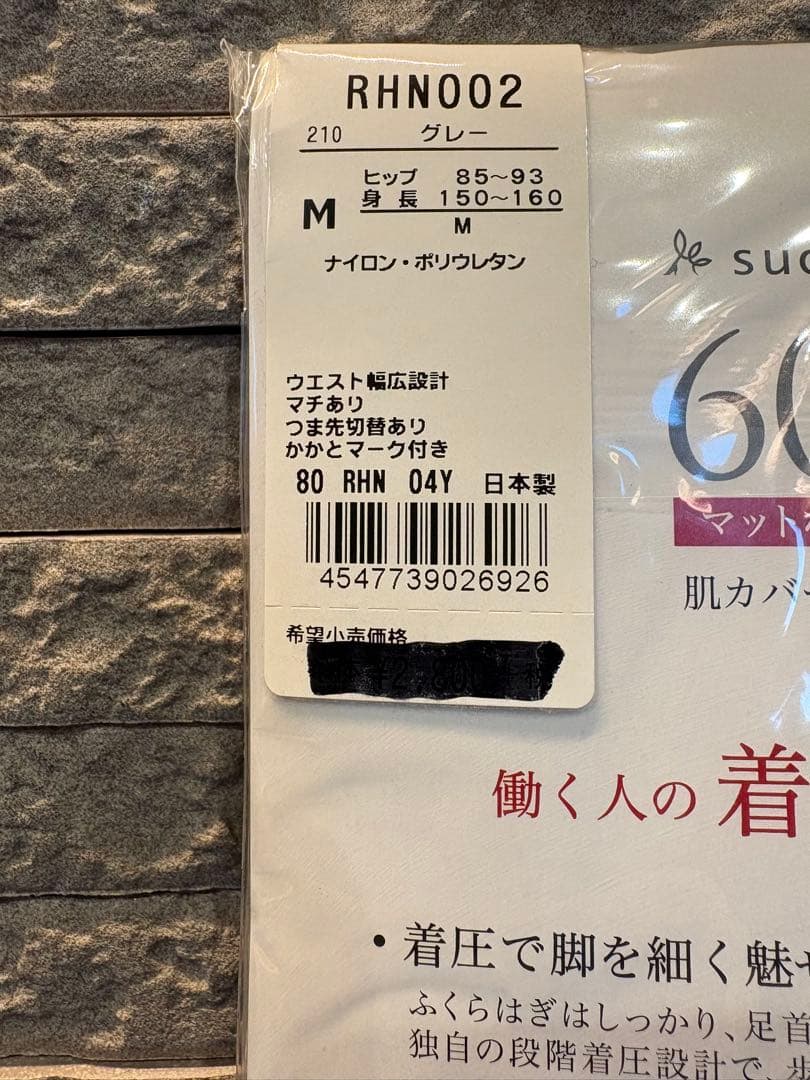 RHN002
210 グレー
ヒップ 85～93
M 身長 150～160
M
ナイロン・ポリウレタン
ウエスト幅広設計
マチあり
つま先切替あり
かかとマーク付き
80 RHN 04Y 日本製
4547739026926
希望小売価格
suc
60
マット
肌カバー
働く人の着
・着圧で脚を細く魅せ
ふくらはぎはしっかり、足首
独自の段階着圧設計で、歩